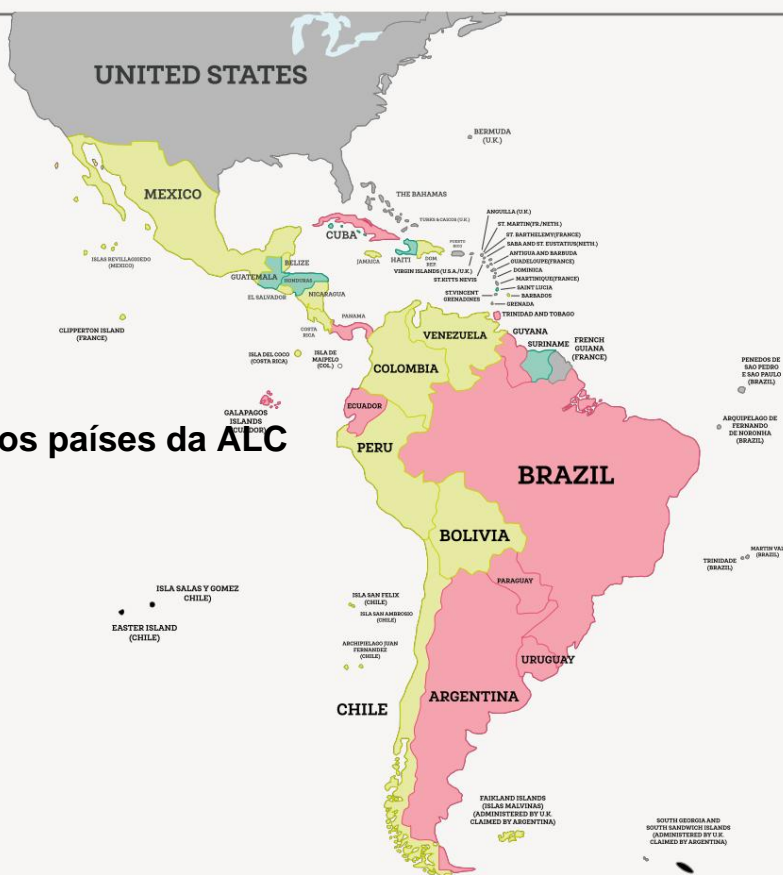 UNITED STATES
BERMUDA
(U.K.)
MEXICO
THE BAHAMAS
ANGUILLA (U.K.)
TURKS & CAICOS (U.K.)
ST. MARTIN(FR./NETH.)
CUBA
PUERTO
RICO
ST. BARTHELEMY(FRANCE)
SABA AND ST. EUSTATIUS(NETH.)
ANTIGUA AND BARBUDA
ISLAS REVILLAGOSEDO
(MEXICO)
BELIZE
JAMAICA
HAITI
DOM
REP.
GUADELOUPE(FRANCE)
DOMINICA
VIRGIN ISLANDS (U.S.A./U.K.)
MARTINIQUE(FRANCE)
GUATEMALA
HONDURAS
ST.KITTS NEVIS
SAINT LUCIA
EL SALVADOR
NICARAGUA
ST.VINCENT
GRENADINES
BARBADOS
GRENADA
PANAMA
TRINIDAD AND TOBAGO
CLIPPERTON ISLAND
(FRANCE)
COSTA
RICA
VENEZUELA
GUYANA
SURINAME
FRENCH
GUIANA
(FRANCE)
ISLA DEL COCO
(COSTA RICA)
ISLA DE
MALPELO
(COL.)
COLOMBIA
PENEDOS DE
SAO PEDRO
E SAO PAULO
(BRAZIL)
ECUADOR
GALAPAGOS
ISLANDS
(ECUADOR)
os países da ALC
ARQUIPELAGO DE
FERNANDO
DE NORONHA
(BRAZIL)
PERU
BRAZIL
BOLIVIA
MARTIN VA
(BRAZIL)
TRINIDADE
(BRAZIL)
PARAGUAY
ISLA SALAS Y GOMEZ
CHILE)
ISLA SAN FELIX
(CHILE)
ISLA SAN AMBROSIO
(CHILE)
EASTER ISLAND
(CHILE)
ARCHIPIELAGO JUAN
FERNANDEZ
(CHILE)
URUGUAY
ARGENTINA
CHILE
FAIKLAND ISLANDS
(ISLAS MALVINAS)
(ADMINISTERED BY U.K.
CLAIMED BY ARGENTINA)
SOUTH GEORGIA AND
SOUTH SANDWICH ISLANDS
(ADMINISTERED BY U.K.
CLAIMED BY ARGENTINA)